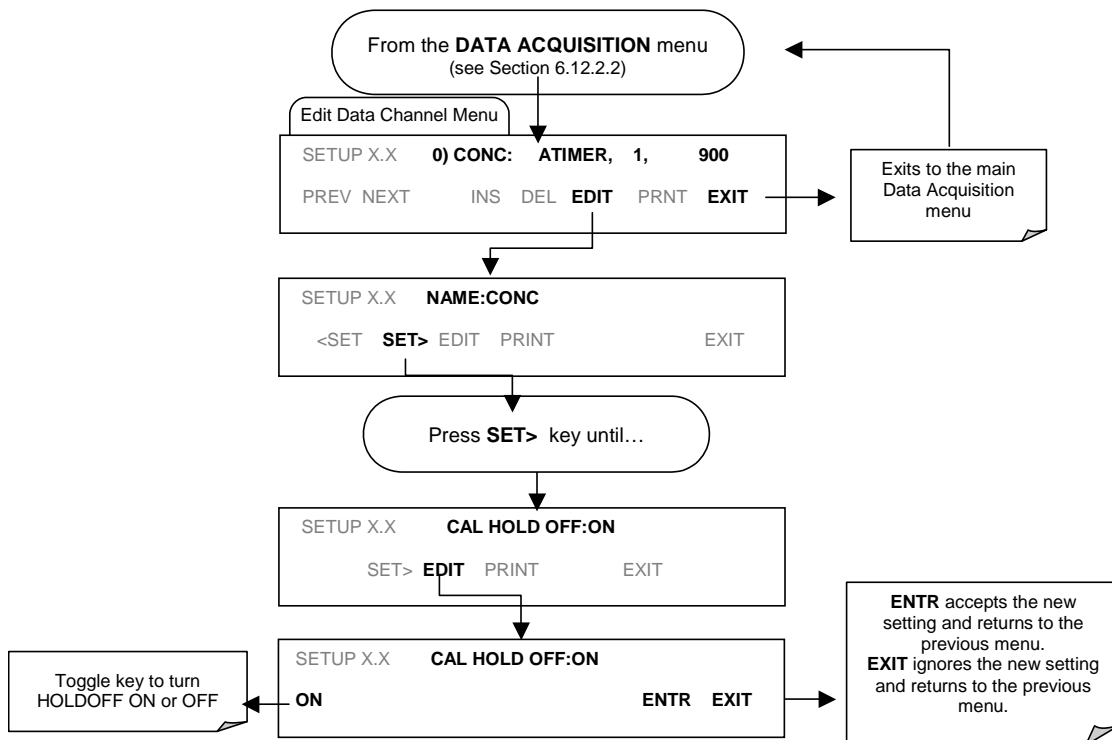 From the DATA ACQUISITION menu
(see Section 6.12.2.2)
Edit Data Channel Menu
SETUP X.X 0) CONC: ATIMER, 1, 900
PREV NEXT INS DEL EDIT PRNT EXIT
Exits to the main
Data Acquisition
menu
SETUP X.X NAME:CONC
<SET SET> EDIT PRINT EXIT
Press SET> key until…
SETUP X.X CAL HOLD OFF:ON
SET> EDIT PRINT EXIT
SETUP X.X CAL HOLD OFF:ON
ON ENTR EXIT
Toggle key to turn
HOLDOFF ON or OFF
ENTR accepts the new
setting and returns to the
previous menu.
EXIT ignores the new setting
and returns to the previous
menu.